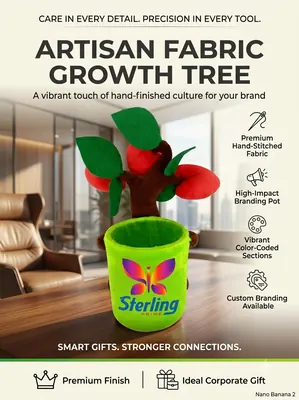 CARE IN EVERY DETAIL. PRECISION IN EVERY TOOL.
ARTISAN FABRIC
GROWTH TREE
A vibrant touch of hand-finished culture for your brand
Premium
Hand-Stitched
Fabric
High-Impact
Branding Pot
Vibrant
Color-Coded
Sections
Custom Branding
Available
Sterling
SMART GIFTS. STRONGER CONNECTIONS.
Premium Finish
Ideal Corporate Gift
Nano Banana 2